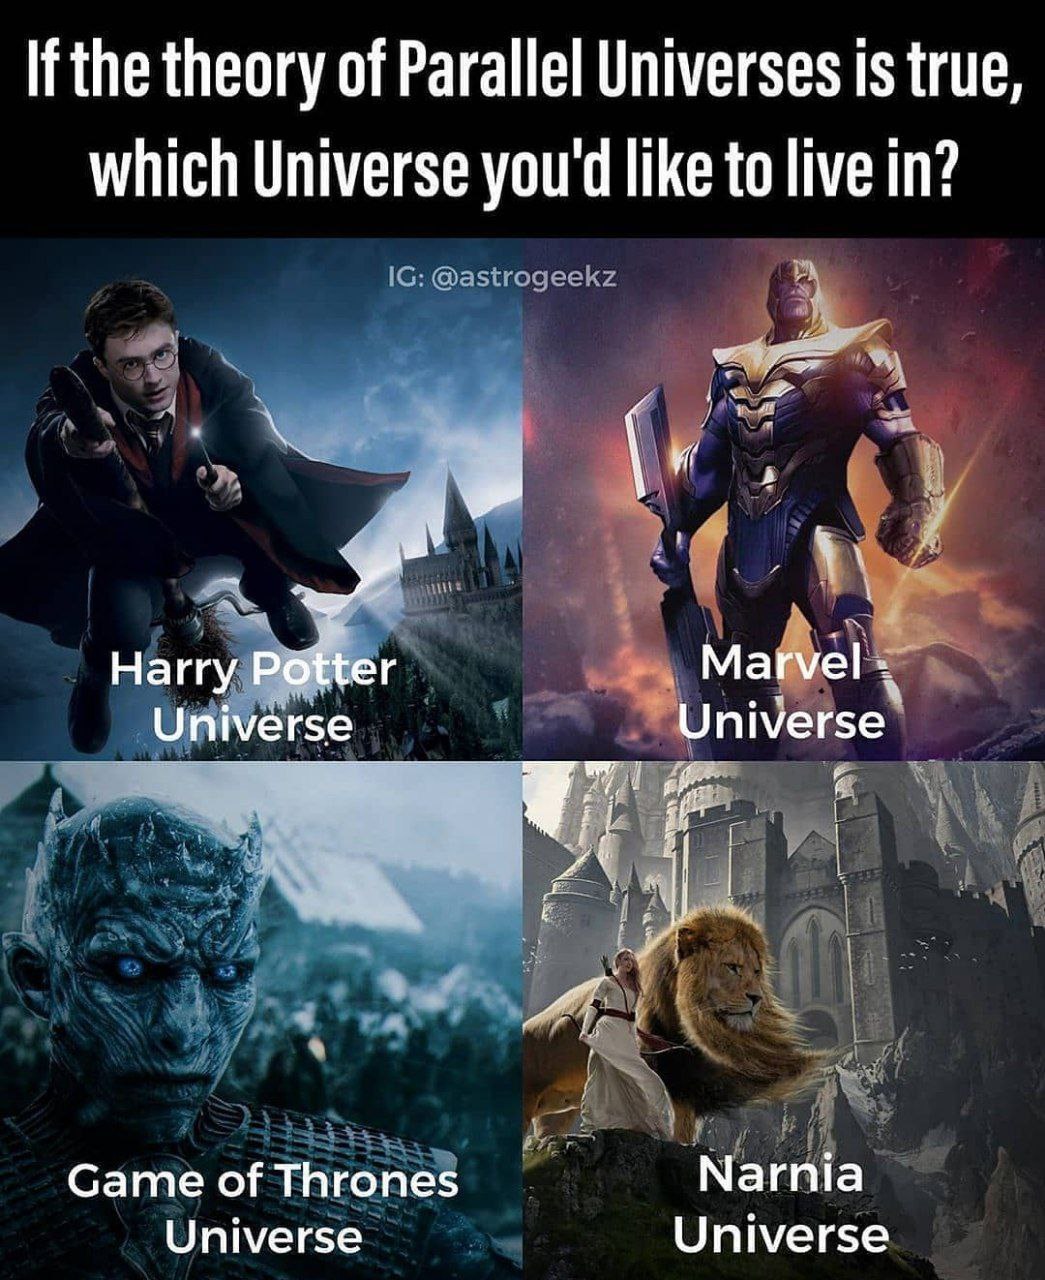 If the theory of Parallel Universes is true,
which Universe you'd like to live in?
IG: @astrogeekz
Harry Potter
Universe
Marvel
Universe
Game of Thrones
Universe
Narnia
Universe